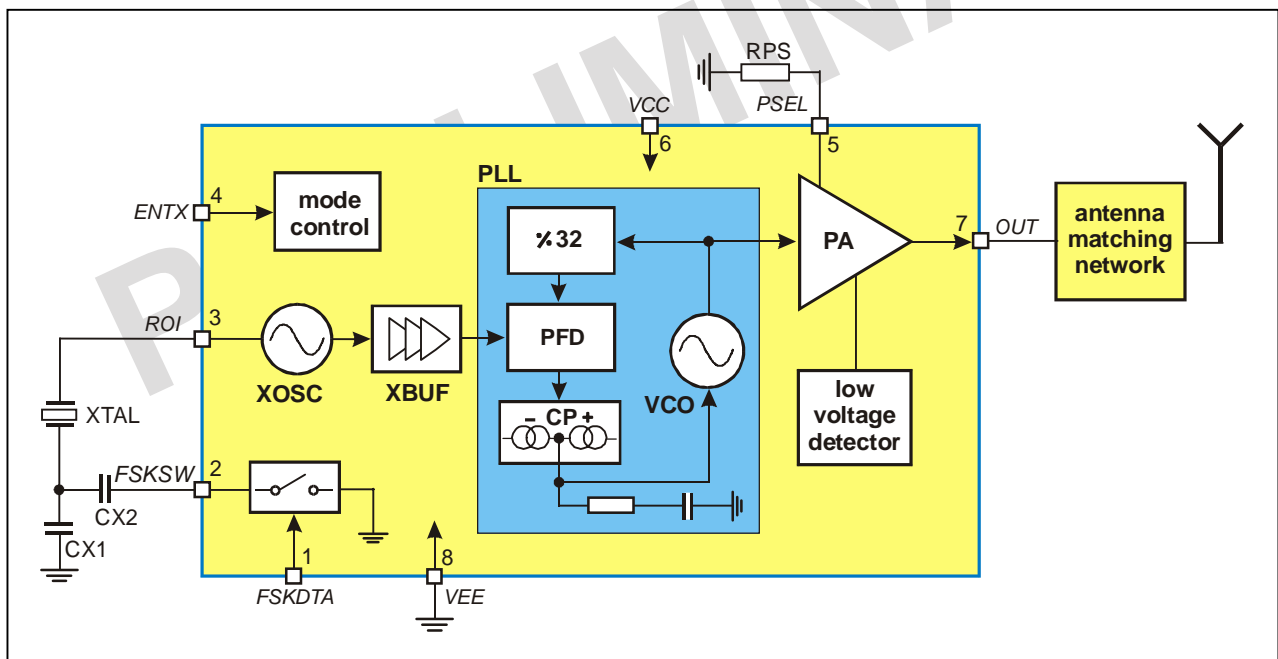 PRELIMINA
RPS
VCC
PSEL
6
5
PLL
4
ENTX
mode
control
٪32
PA
7
OUT
antenna
matching
network
ROI
3
XOSC
XBUF
PFD
VCO
low
voltage
detector
XTAL
- CP +
FSKSW
2
CX2
CX1
1
8
FSKDTA
VEE